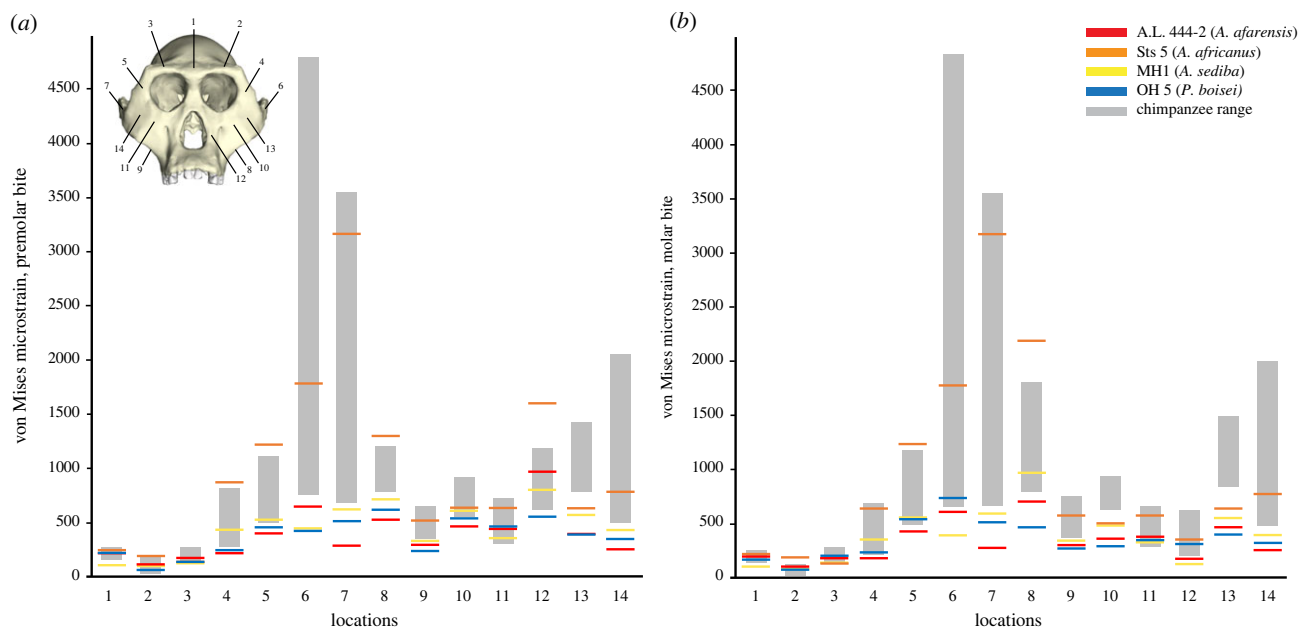 (a)
1
3 2
5 4
7 6
14 13
11 10
9 8
12
von Mises microstrain, premolar bite
4500
4000
3500
3000
2500
2000
1500
1000
500
0
1 2 3 4 5 6 7 8 9 10 11 12 13 14
locations
(b)
A.L. 444-2 (A. afarensis)
Sts 5 (A. africanus)
MH1 (A. sediba)
OH 5 (P. boisei)
chimpanzee range
von Mises microstrain, molar bite
4500
4000
3500
3000
2500
2000
1500
1000
500
0
1 2 3 4 5 6 7 8 9 10 11 12 13 14
locations